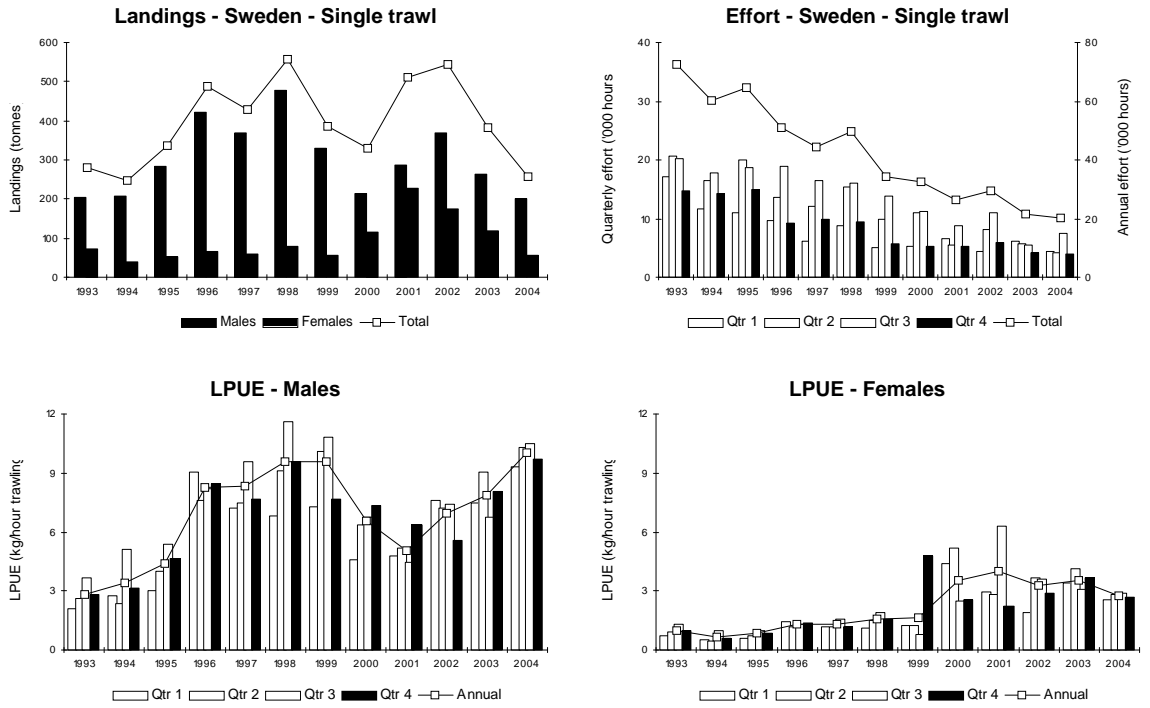 Landings - Sweden - Single trawl
Landings (tonnes
600
500
400
300
200
100
0
1993 1994 1995 1996 1997 1998 1999 2000 2001 2002 2003 2004
Males Females Total
Effort - Sweden - Single trawl
Quarterly effort ('000 hours
40
30
20
10
0
Annual effort ('000 hours)
80
60
40
20
0
1993 1994 1995 1996 1997 1998 1999 2000 2001 2002 2003 2004
Qtr 1 Qtr 2 Qtr 3 Qtr 4 Total
LPUE - Males
LPUE (kg/hour trawling
12
9
6
3
0
1993 1994 1995 1996 1997 1998 1999 2000 2001 2002 2003 2004
Qtr 1 Qtr 2 Qtr 3 Qtr 4 Annual
LPUE - Females
LPUE (kg/hour trawling
12
9
6
3
0
1993 1994 1995 1996 1997 1998 1999 2000 2001 2002 2003 2004
Qtr 1 Qtr 2 Qtr 3 Qtr 4 Annual